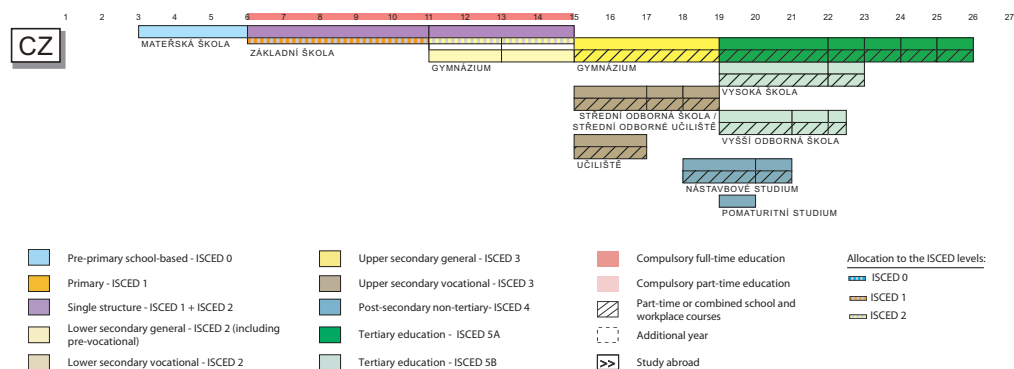 1 2 3 4 5 6 7 8 9 10 11 12 13 14 15 16 17 18 19 20 21 22 23 24 25 26 27
CZ
MATEŘSKÁ ŠKOLA
ZÁKLADNÍ ŠKOLA
GYMNÁZIUM
GYMNÁZIUM
VYSOKÁ ŠKOLA
STŘEDNÍ ODBORNÁ ŠKOLA /
STŘEDNÍ ODBORNÉ UČILIŠTĚ
VYŠŠÍ ODBORNÁ ŠKOLA
UČILIŠTĚ
NÁSTAVBOVÉ STUDIUM
POMATURITNÍ STUDIUM
Pre-primary school-based - ISCED 0
Primary - ISCED 1
Single structure - ISCED 1 + ISCED 2
Lower secondary general - ISCED 2 (including
pre-vocational)
Lower secondary vocational - ISCED 2
Upper secondary general - ISCED 3
Upper secondary vocational - ISCED 3
Post-secondary non-tertiary- ISCED 4
Tertiary education - ISCED 5A
Tertiary education - ISCED 5B
Compulsory full-time education
Compulsory part-time education
Part-time or combined school and
workplace courses
Additional year
>> Study abroad
Allocation to the ISCED levels:
ISCED 0
ISCED 1
ISCED 2